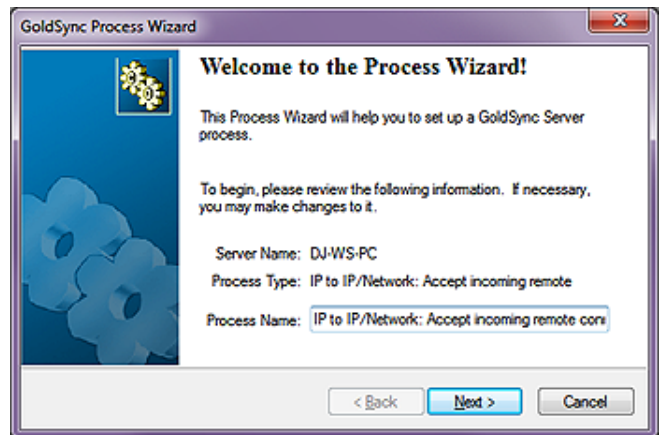 GoldSync Process Wizard
Welcome to the Process Wizard!
This Process Wizard will help you to set up a GoldSync Server
process.
To begin, please review the following information. If necessary,
you may make changes to it.
Server Name: DJ-WS-PC
Process Type: IP to IP/Network: Accept incoming remote
Process Name: IP to IP/Network: Accept incoming remote
< Back
Next >
Cancel